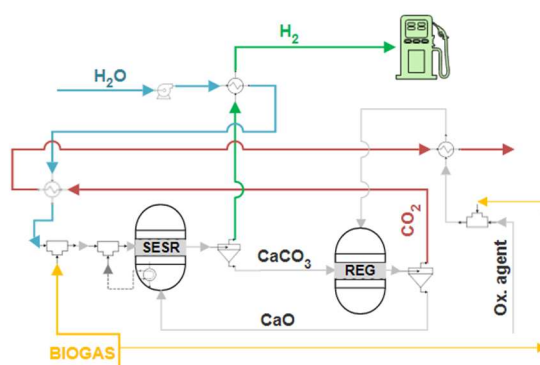 H₂
H₂O
SESR
CaCO₃
REG
CO₂
Ox. agent
CaO
BIOGAS